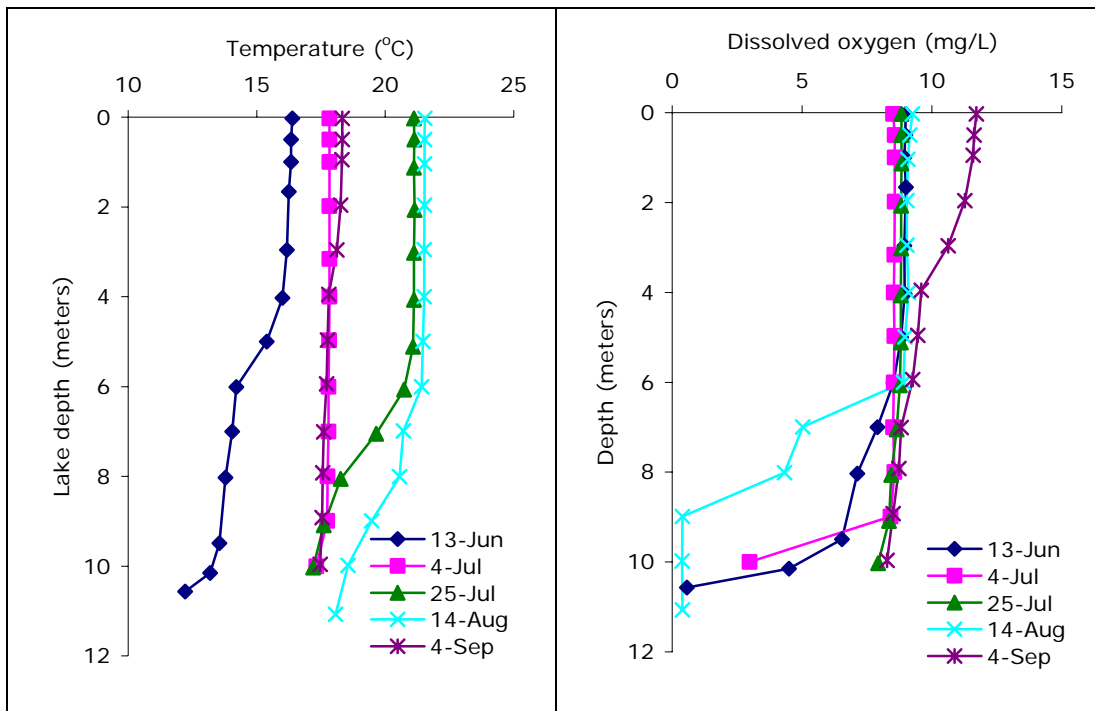 Temperature (°C)
10 15 20 25
0
2
4
6
8
10
12
Lake depth (meters)
13-Jun
4-Jul
25-Jul
14-Aug
4-Sep
Dissolved oxygen (mg/L)
0 5 10 15
0
2
4
6
8
10
12
Depth (meters)
13-Jun
4-Jul
25-Jul
14-Aug
4-Sep